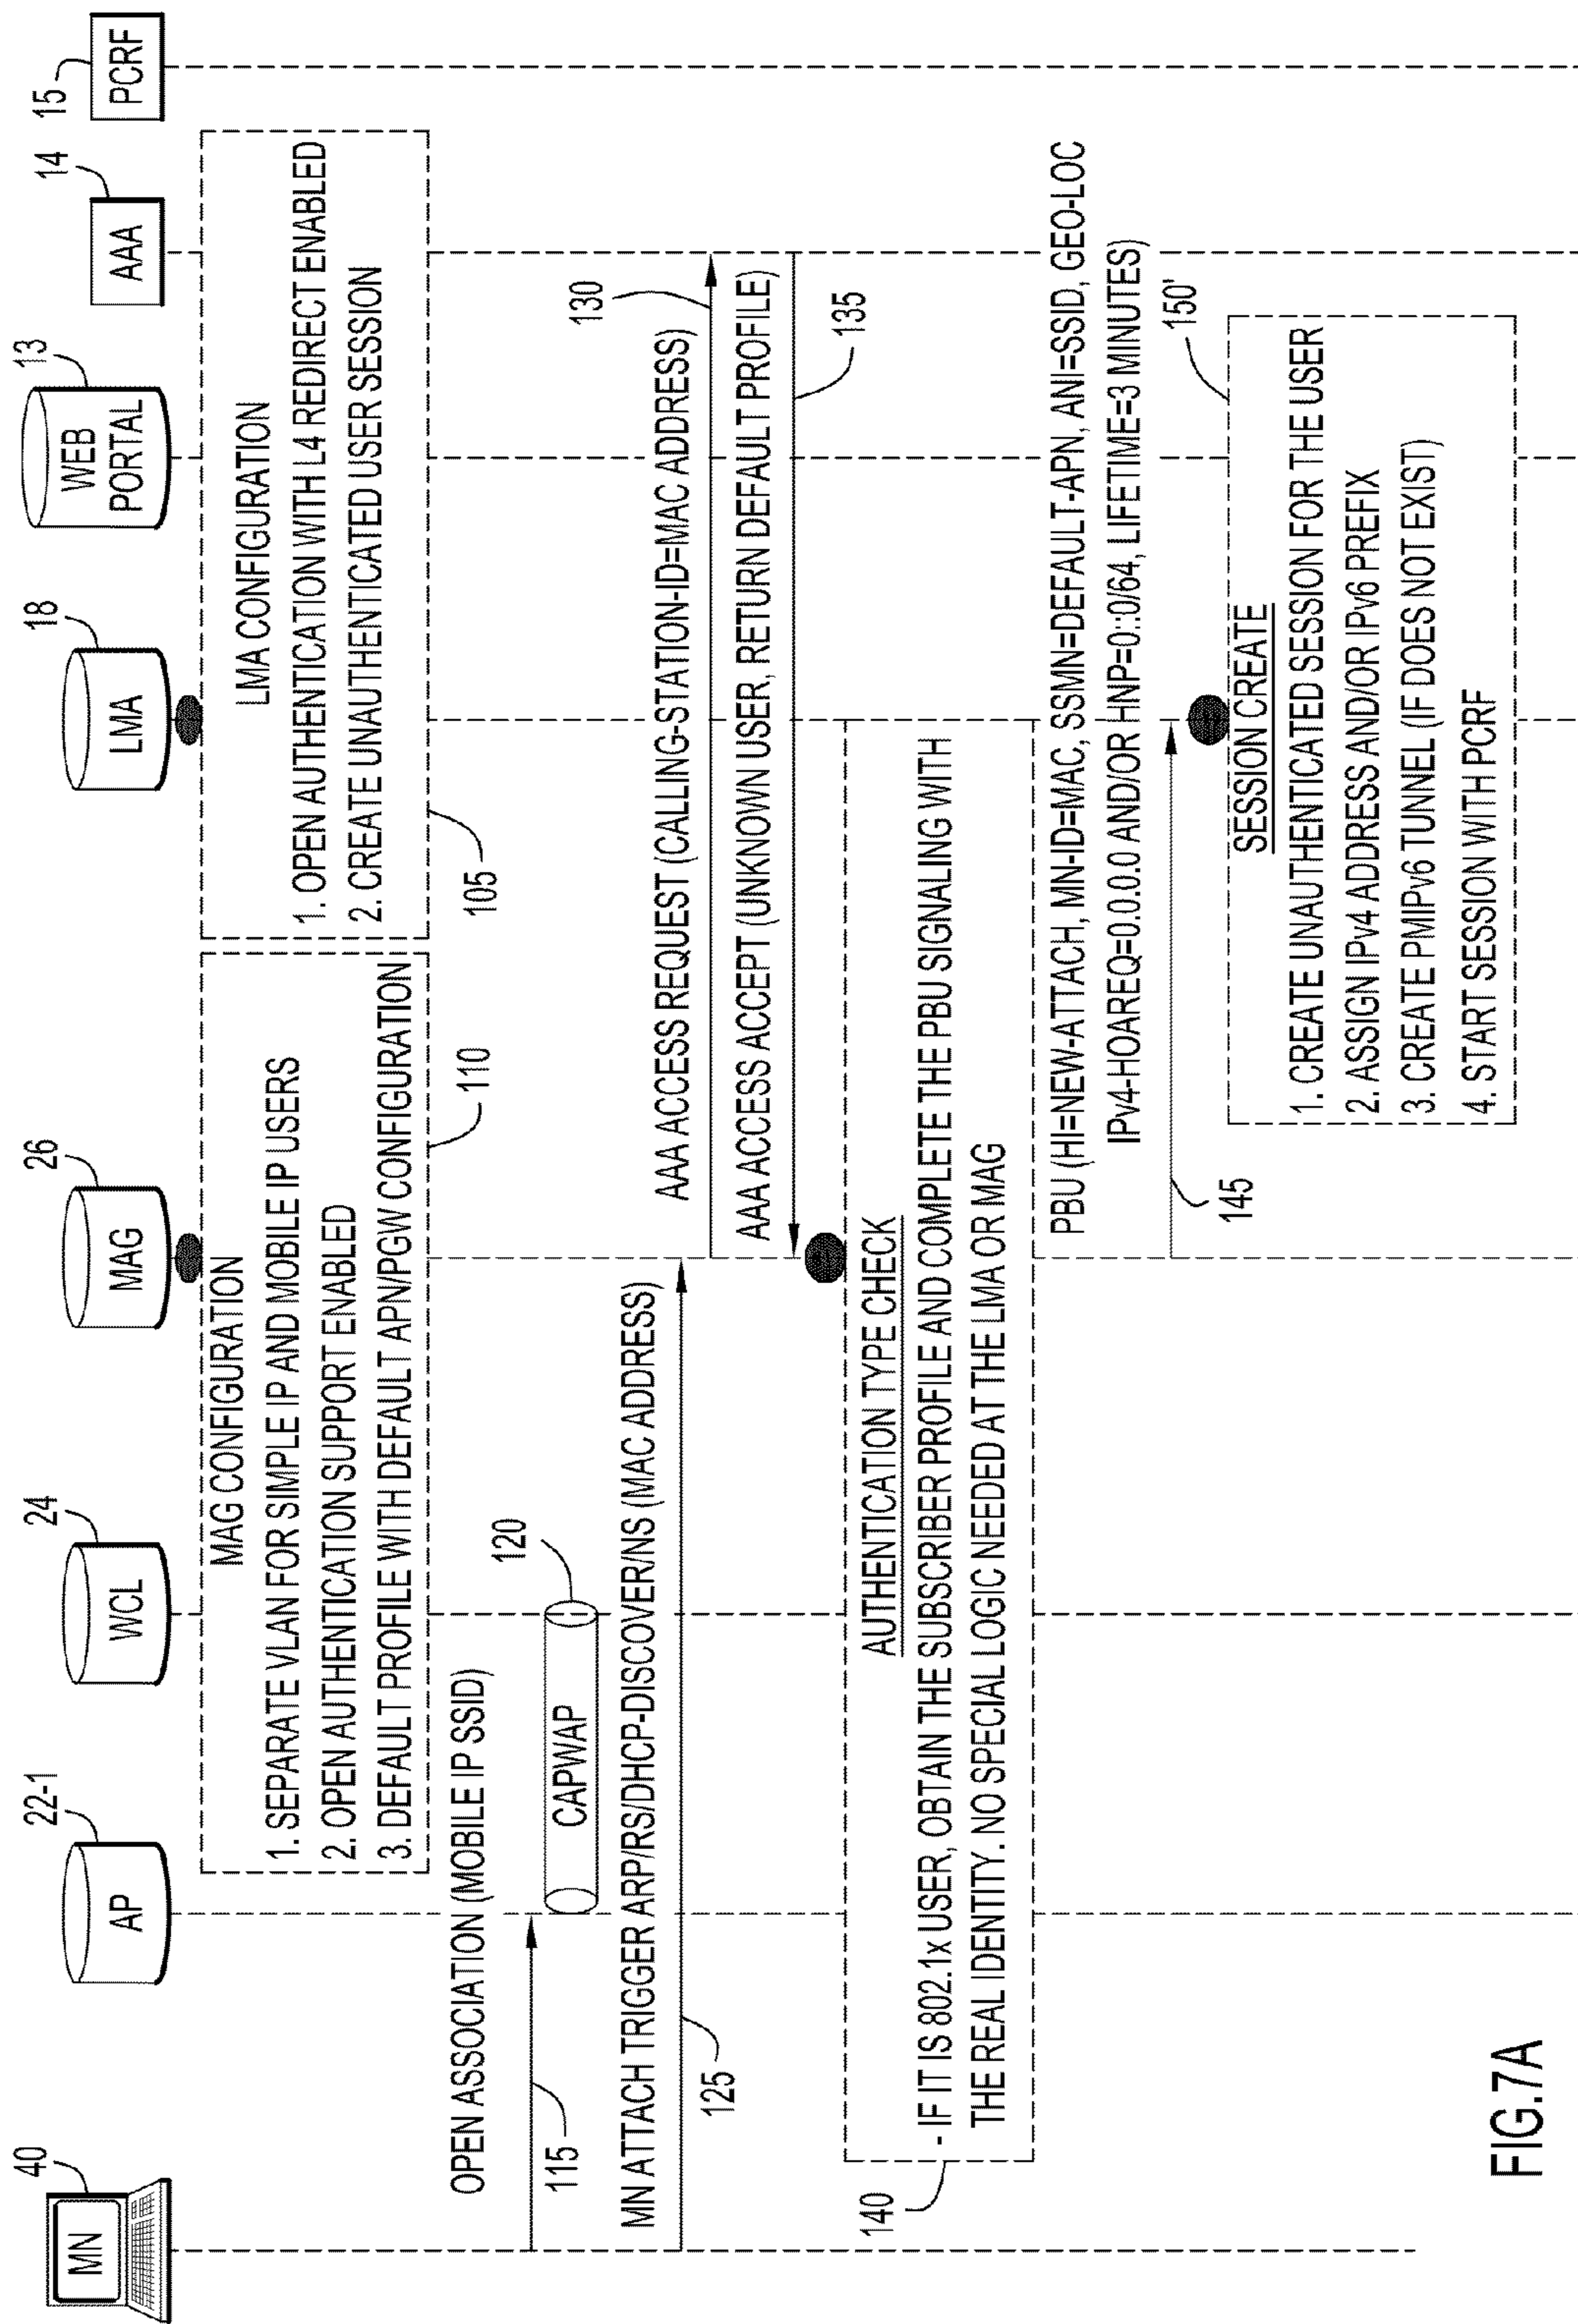 40
MN
22-1
AP
24
WCL
26
MAG
18
LMA
13
WEB
PORTAL
14
AAA
15
PCRF
MAG CONFIGURATION
1. SEPARATE VLAN FOR SIMPLE IP AND MOBILE IP USERS
2. OPEN AUTHENTICATION SUPPORT ENABLED
3. DEFAULT PROFILE WITH DEFAULT APN/PGW CONFIGURATION
110
LMA CONFIGURATION
1. OPEN AUTHENTICATION WITH L4 REDIRECT ENABLED
2. CREATE UNAUTHENTICATED USER SESSION
105
OPEN ASSOCIATION (MOBILE IP SSID)
115
CAPWAP
120
MN ATTACH TRIGGER ARP/RS/DHCP-DISCOVER/NS (MAC ADDRESS)
125
AAA ACCESS REQUEST (CALLING-STATION-ID=MAC ADDRESS)
130
AAA ACCESS ACCEPT (UNKNOWN USER, RETURN DEFAULT PROFILE)
135
AUTHENTICATION TYPE CHECK
- IF IT IS 802.1x USER, OBTAIN THE SUBSCRIBER PROFILE AND COMPLETE THE PBU SIGNALING WITH
THE REAL IDENTITY. NO SPECIAL LOGIC NEEDED AT THE LMA OR MAG
140
PBU (HI=NEW-ATTACH, MN-ID=MAC, SSMN=DEFAULT-APN, ANI=SSID, GEO-LOC
IPv4-HOAREQ=0.0.0.0 AND/OR HNP=0::0/64, LIFETIME=3 MINUTES)
145
150'
SESSION CREATE
1. CREATE UNAUTHENTICATED SESSION FOR THE USER
2. ASSIGN IPv4 ADDRESS AND/OR IPv6 PREFIX
3. CREATE PMIPv6 TUNNEL (IF DOES NOT EXIST)
4. START SESSION WITH PCRF
FIG.7A